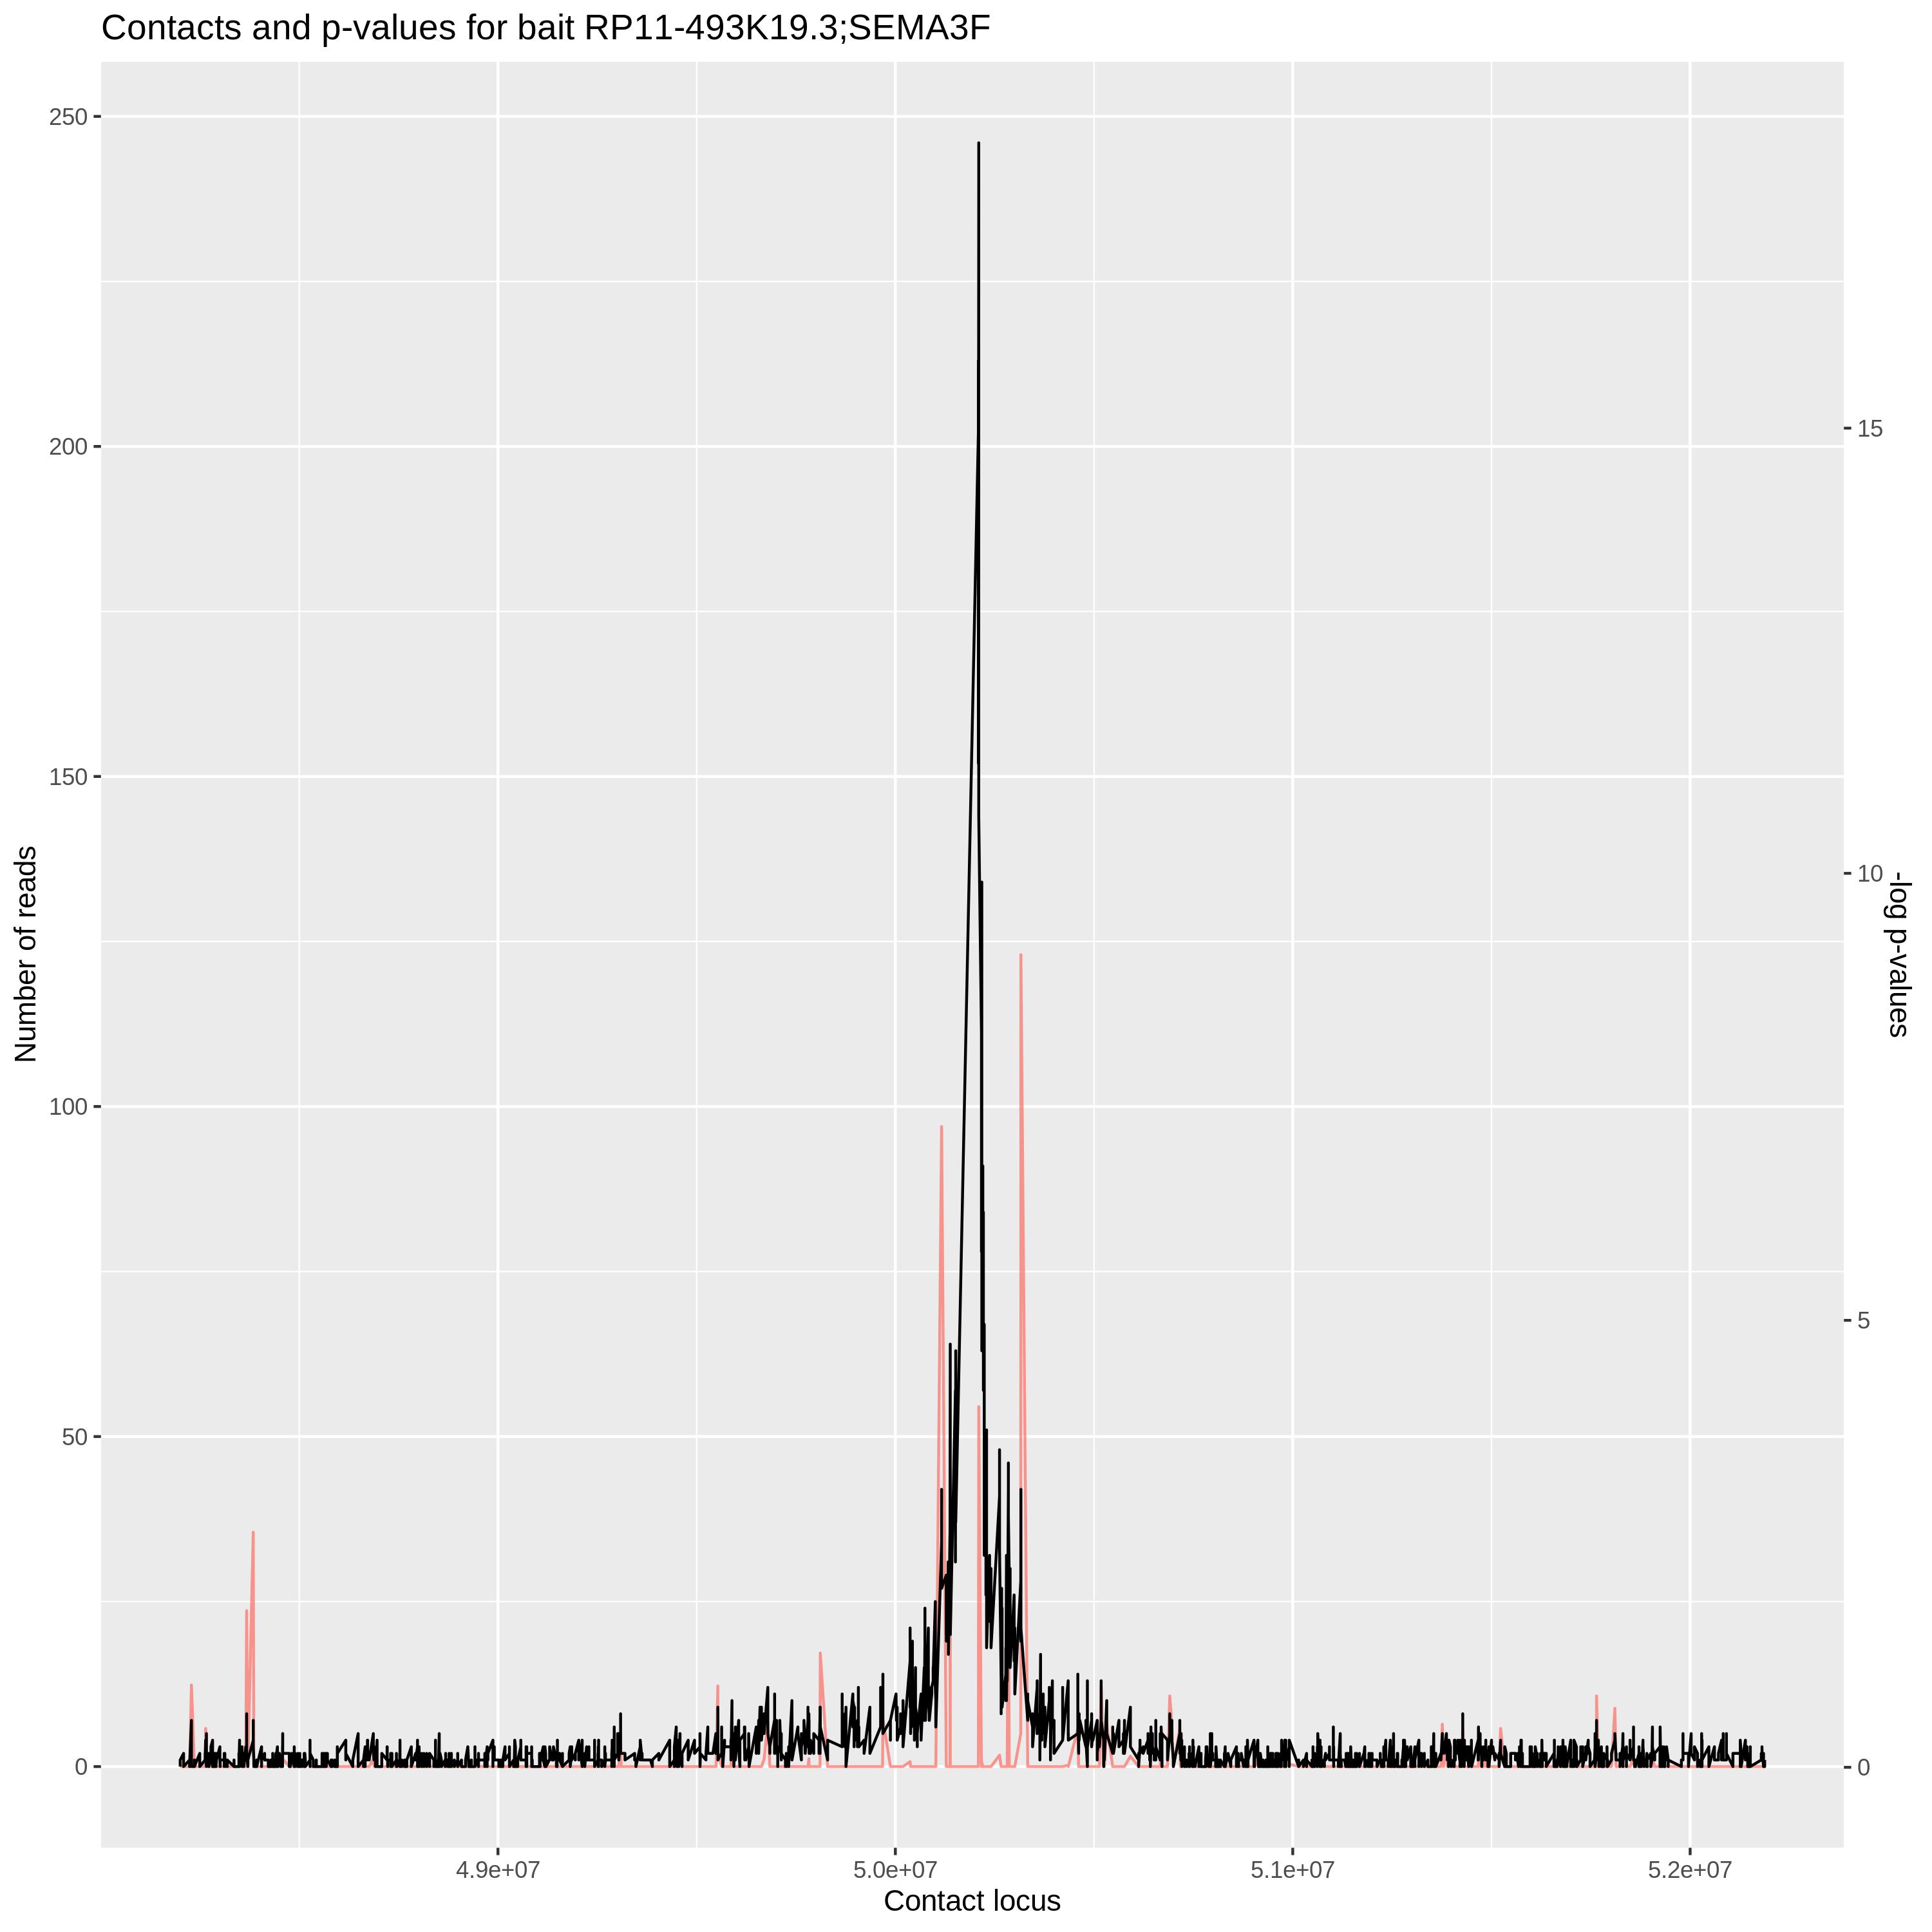 Contacts and p-values for bait RP11-493K19.3;SEMA3F
250
200
150
100
50
0
Number of reads
15
10
5
0
-log p-values
4.9e+07 5.0e+07 5.1e+07 5.2e+07
Contact locus